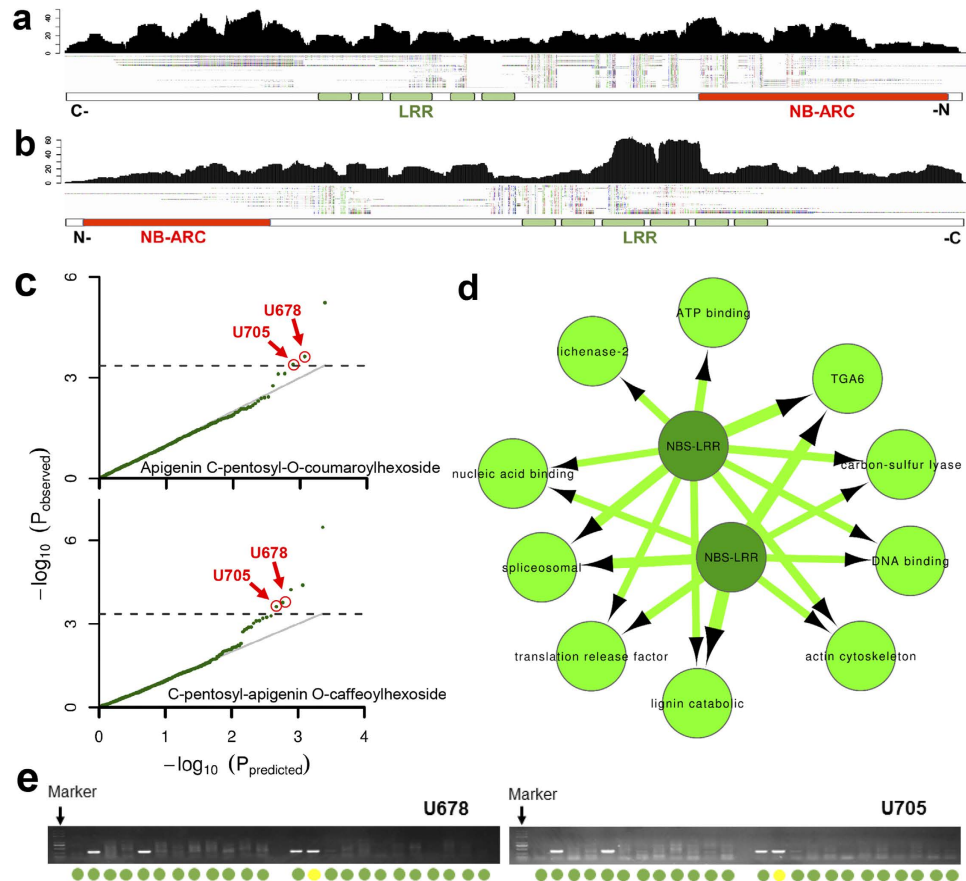 a
40
20
0
C-
LRR
NB-ARC
-N
b
60
40
20
0
N-
NB-ARC
LRR
-C
c
6
3
0
U678
U705
Apigenin C-pentosyl-O-coumaroylhexoside
6
3
0
U678
U705
C-pentosyl-apigenin O-caffeoylhexoside
0 1 2 3 4
−log10 (Pobserved)
−log10 (Ppredicted)
d
ATP binding
lichenase-2
TGA6
NBS-LRR
nucleic acid binding
carbon-sulfur lyase
NBS-LRR
spliceosomal
DNA binding
translation release factor
actin cytoskeleton
lignin catabolic
e
Marker
U678
Marker
U705